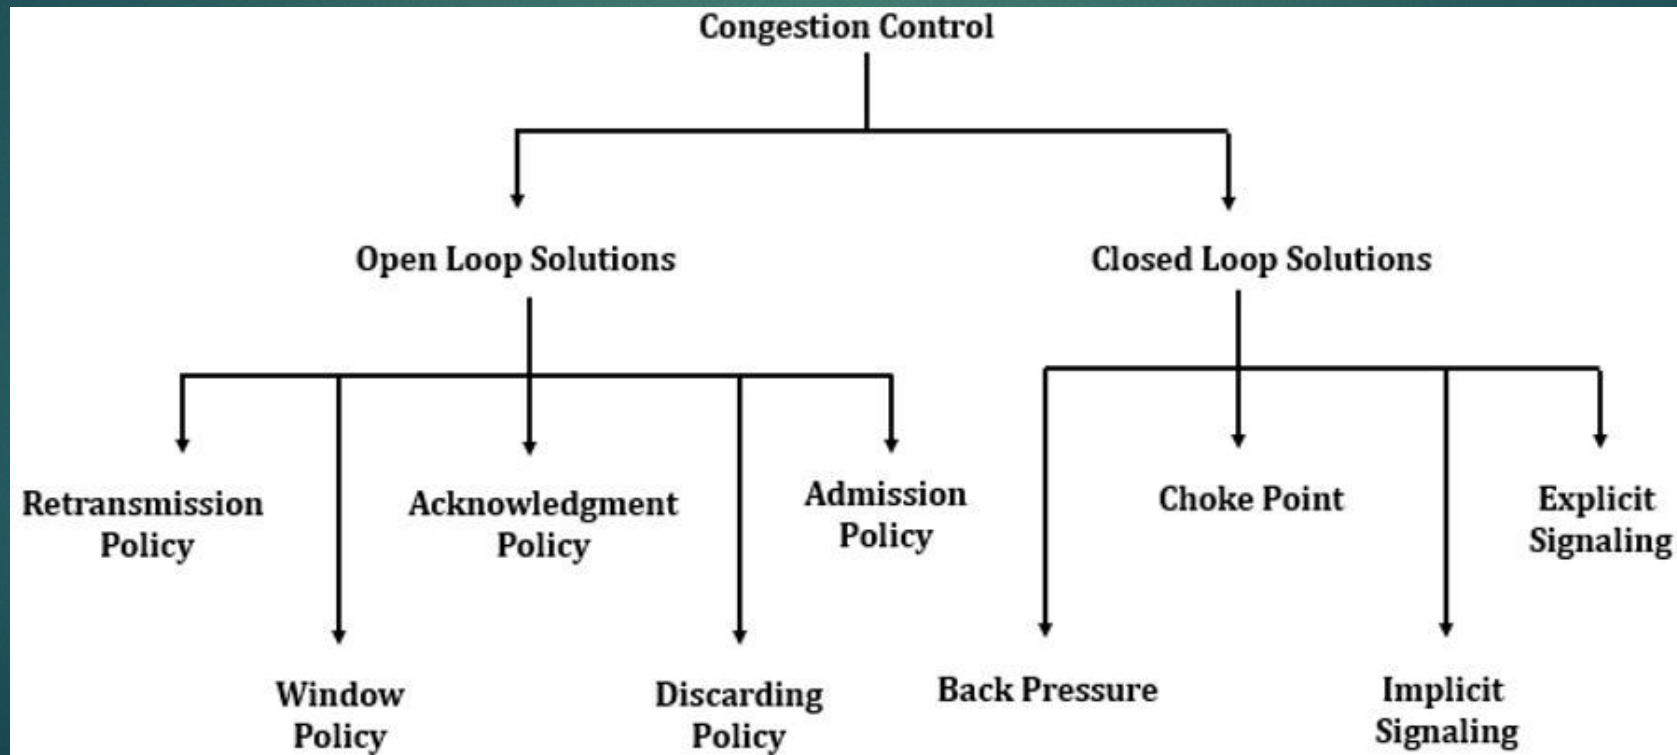 Congestion Control
Open Loop Solutions
Closed Loop Solutions
Retransmission
Policy
Acknowledgment
Policy
Admission
Policy
Choke Point
Explicit
Signaling
Window
Policy
Discarding
Policy
Back Pressure
Implicit
Signaling